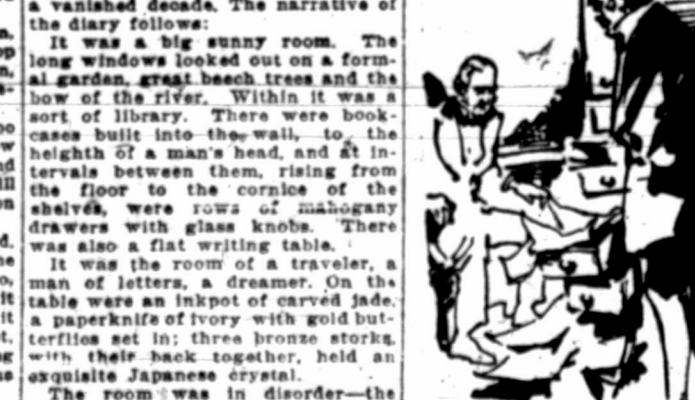 a vanished decade. The narrative of
the diary follows:
It was a big sunny room. The
long windows looked out on a form-
al garden, great beech trees and the
bow of the river. Within it was a
sort of library. There were book-
cases built into the wall, to the
heighth of a man's head, and at in-
tervals between them, rising from
the floor to the cornice of the
shelves, were rows of mahogany
drawers with glass knobs. There
was also a flat writing table.
It was the room of a traveler, a
man of letters, a dreamer. On the
table were an inkpot of carved jade,
a paperknife of ivory with gold but-
terflies set in; three bronze storks,
with their back together, held an
exquisite Japanese crystal.
The room was in disorder—the